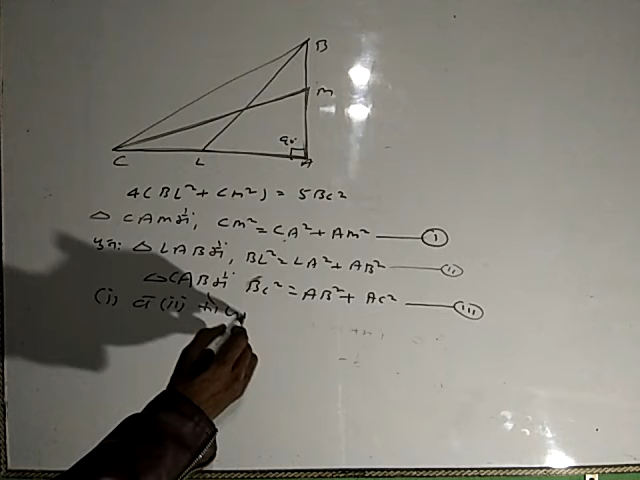 B
M
90°
C L A
4(BL²+CM²) = 5BC²
△ CAM এ, CM² = CA² + AM² ——— (i)
△ LAB এ, BL² = LA² + AB² ——— (ii)
△ CAB এ BC² = AB² + AC² ——— (iii)
(i) ও (ii)